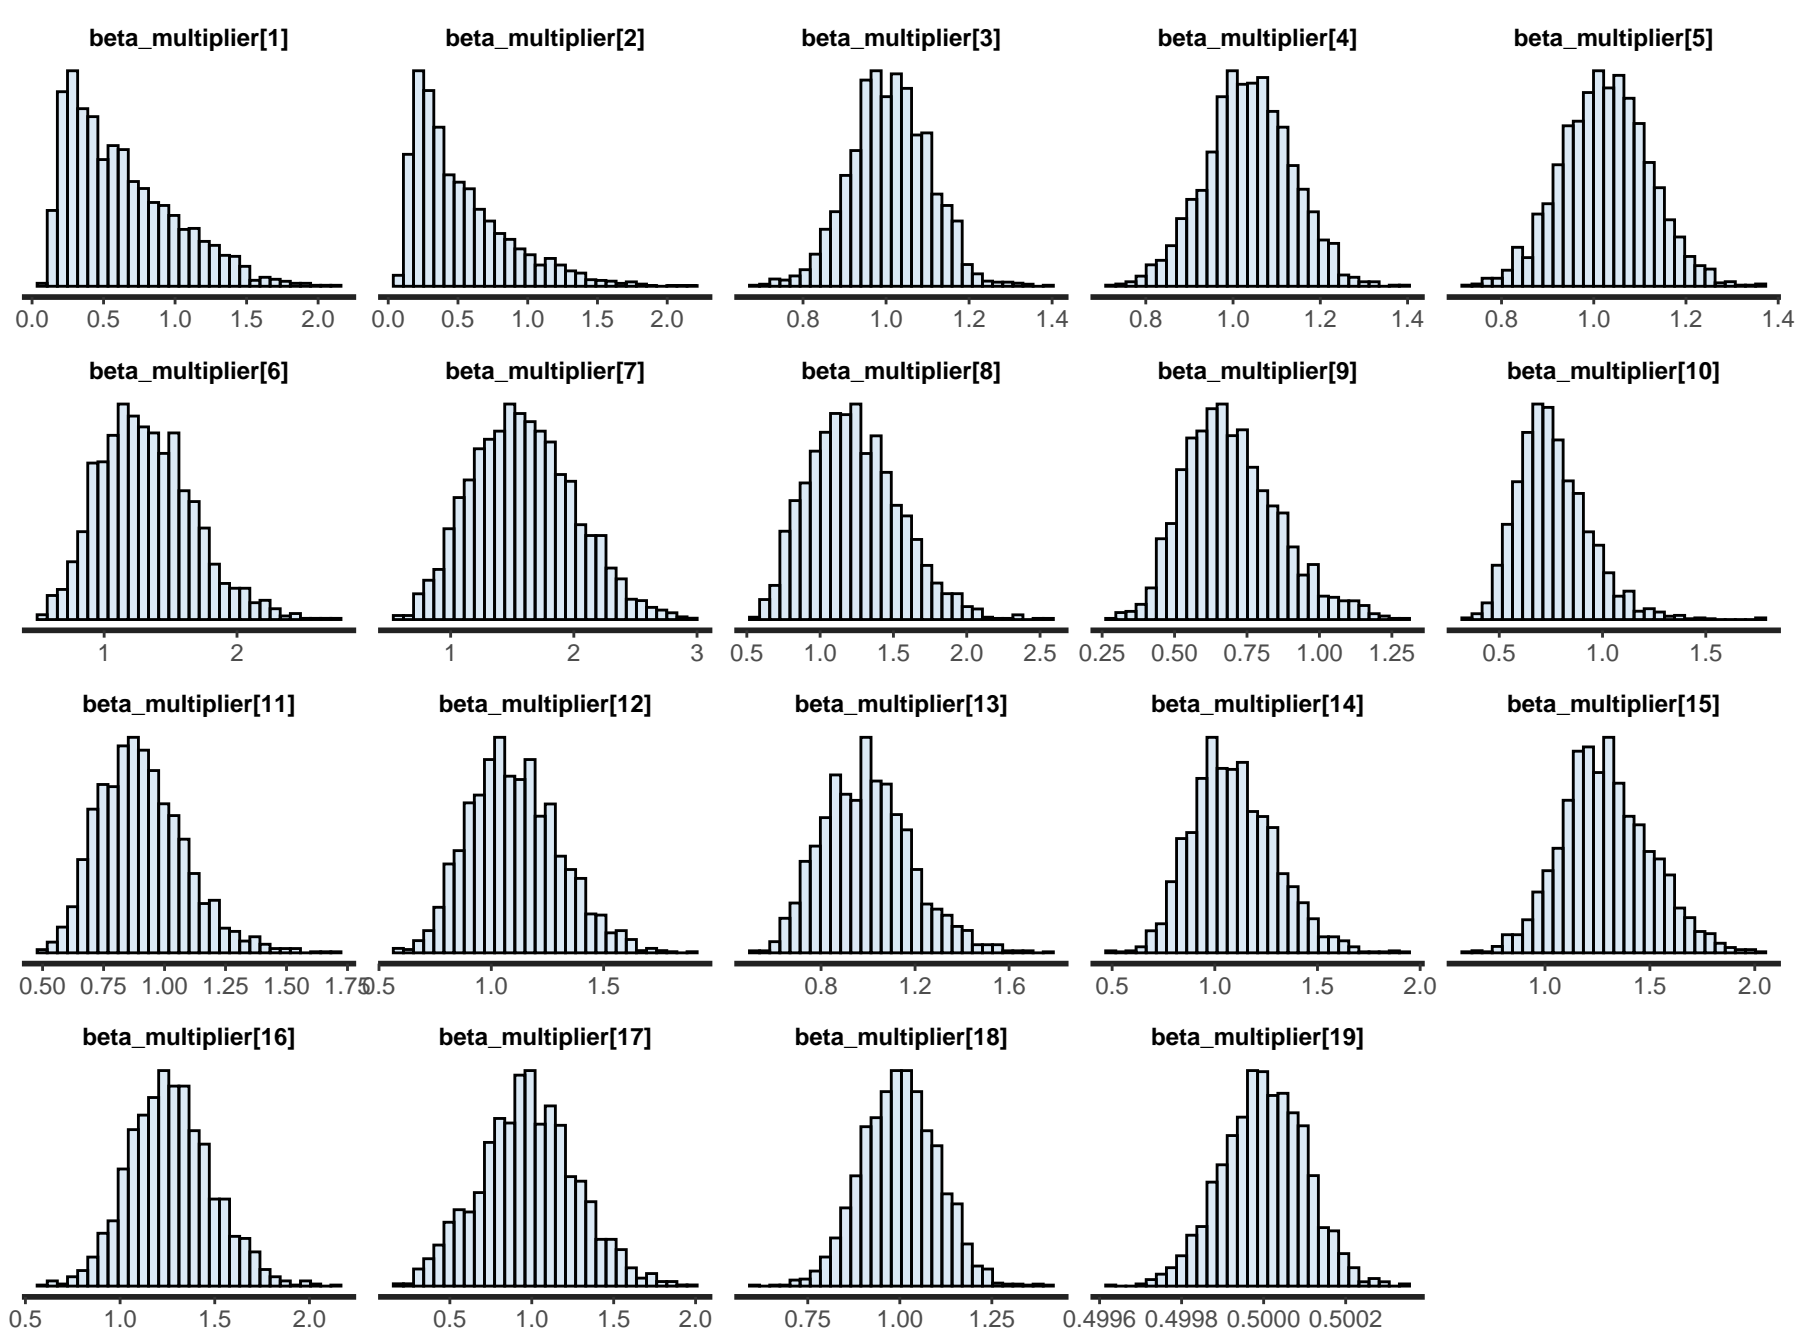 beta_multiplier[1] beta_multiplier[2] beta_multiplier[3] beta_multiplier[4] beta_multiplier[5]
0.0 0.5 1.0 1.5 2.0 0.0 0.5 1.0 1.5 2.0 0.8 1.0 1.2 1.4 0.8 1.0 1.2 1.4 0.8 1.0 1.2 1.4
beta_multiplier[6] beta_multiplier[7] beta_multiplier[8] beta_multiplier[9] beta_multiplier[10]
1 2 1 2 3 0.5 1.0 1.5 2.0 2.5 0.25 0.50 0.75 1.00 1.25 0.5 1.0 1.5
beta_multiplier[11] beta_multiplier[12] beta_multiplier[13] beta_multiplier[14] beta_multiplier[15]
0.50 0.75 1.00 1.25 1.50 1.75 0.5 1.0 1.5 0.8 1.2 1.6 0.5 1.0 1.5 2.0 1.0 1.5 2.0
beta_multiplier[16] beta_multiplier[17] beta_multiplier[18] beta_multiplier[19]
0.5 1.0 1.5 2.0 0.5 1.0 1.5 2.0 0.75 1.00 1.25 0.4996 0.4998 0.5000 0.5002